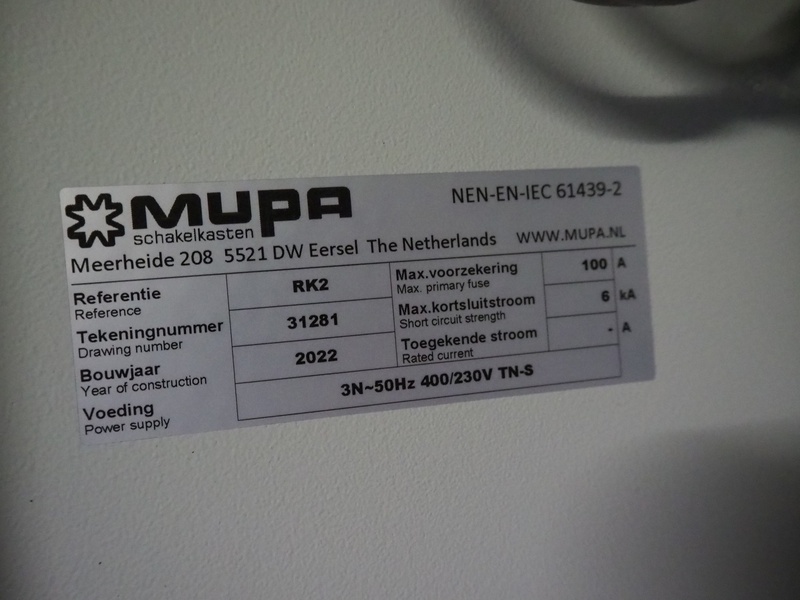 MUPA
schakelkasten
NEN-EN-IEC 61439-2
Meerheide 208 5521 DW Eersel The Netherlands WWW.MUPA.NL
Referentie
Reference
RK2
Max.voorzekering
Max. primary fuse
100 A
Tekeningnummer
Drawing number
31281
Max.kortsluitstroom
Short circuit strength
6 kA
Bouwjaar
Year of construction
2022
Toegekende stroom
Rated current
- A
Voeding
Power supply
3N~50Hz 400/230V TN-S